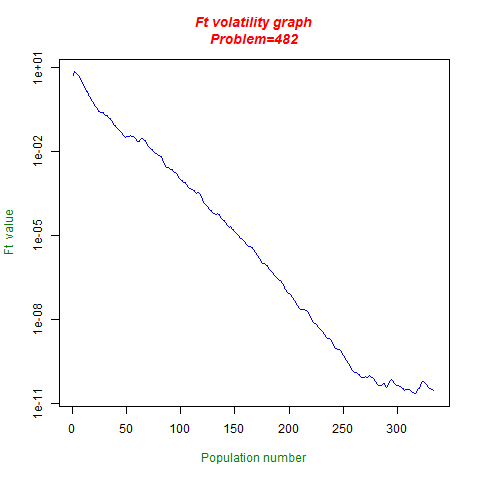 Ft volatility graph
Problem=482
1e+01
1e-02
1e-05
1e-08
1e-11
Ft value
0 50 100 150 200 250 300
Population number